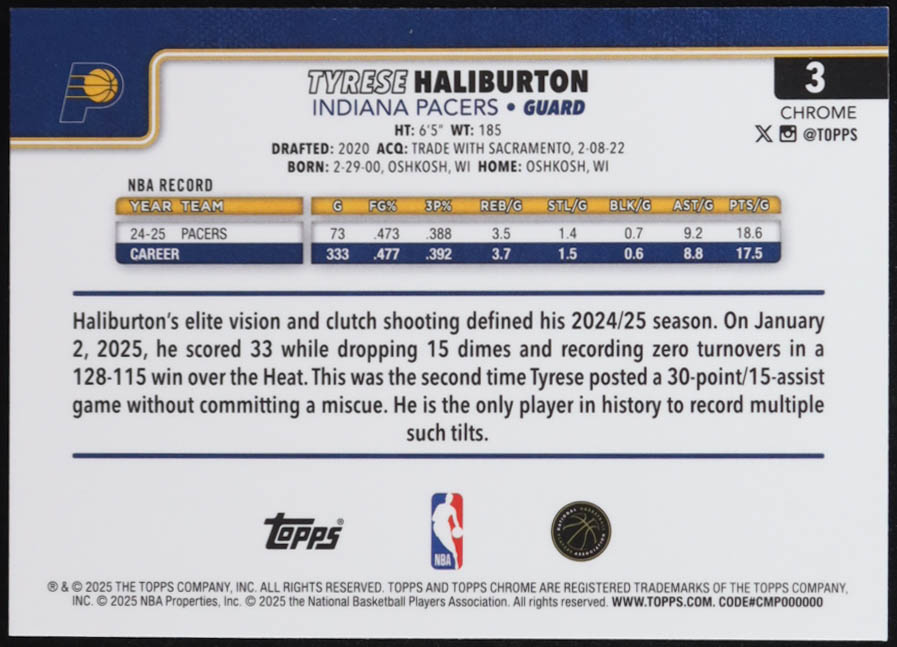 3
TYRESE HALIBURTON
INDIANA PACERS • GUARD
CHROME
@TOPPS
HT: 6'5" WT: 185
DRAFTED: 2020 ACQ: TRADE WITH SACRAMENTO, 2-08-22
BORN: 2-29-00, OSHKOSH, WI HOME: OSHKOSH, WI
NBA RECORD
YEAR TEAM G FG% 3P% REB/G STL/G BLK/G AST/G PTS/G
24-25 PACERS 73 .473 .388 3.5 1.4 0.7 9.2 18.6
CAREER 333 .477 .392 3.7 1.5 0.6 8.8 17.5
Haliburton's elite vision and clutch shooting defined his 2024/25 season. On January
2, 2025, he scored 33 while dropping 15 dimes and recording zero turnovers in a
128-115 win over the Heat. This was the second time Tyrese posted a 30-point/15-assist
game without committing a miscue. He is the only player in history to record multiple
such tilts.
Topps®
NBA
NATIONAL BASKETBALL
PLAYERS ASSOCIATION
® & © 2025 THE TOPPS COMPANY, INC. ALL RIGHTS RESERVED. TOPPS AND TOPPS CHROME ARE REGISTERED TRADEMARKS OF THE TOPPS COMPANY,
INC. © 2025 NBA Properties, Inc. © 2025 the National Basketball Players Association. All rights reserved. WWW.TOPPS.COM. CODE#CMP000000